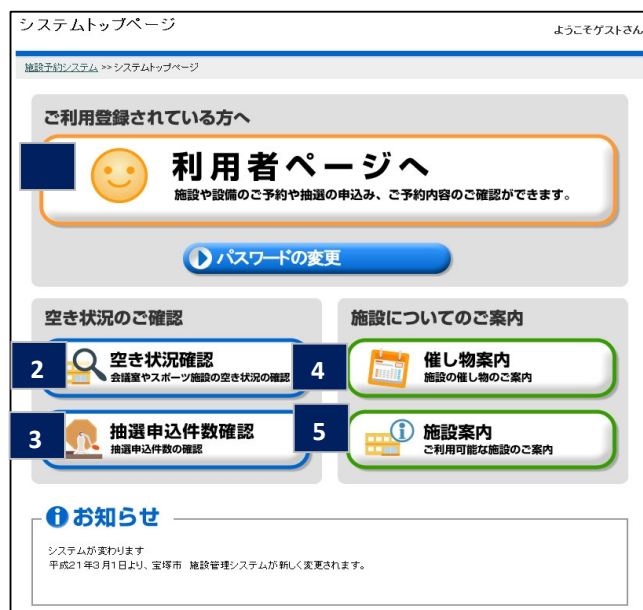 システムトップページ
ようこそゲストさん
施設予約システム >> システムトップページ
ご利用登録されている方へ
利用者ページへ
施設や設備のご予約や抽選の申込み、ご予約内容のご確認ができます。
パスワードの変更
空き状況のご確認
2
空き状況確認
会議室やスポーツ施設の空き状況の確認
3
抽選申込件数確認
抽選申込件数の確認
施設についてのご案内
4
催し物案内
施設の催し物のご案内
5
施設案内
ご利用可能な施設のご案内
お知らせ
システムが変わります
平成21年3月1日より、宝塚市 施設管理システムが新しく変更されます。